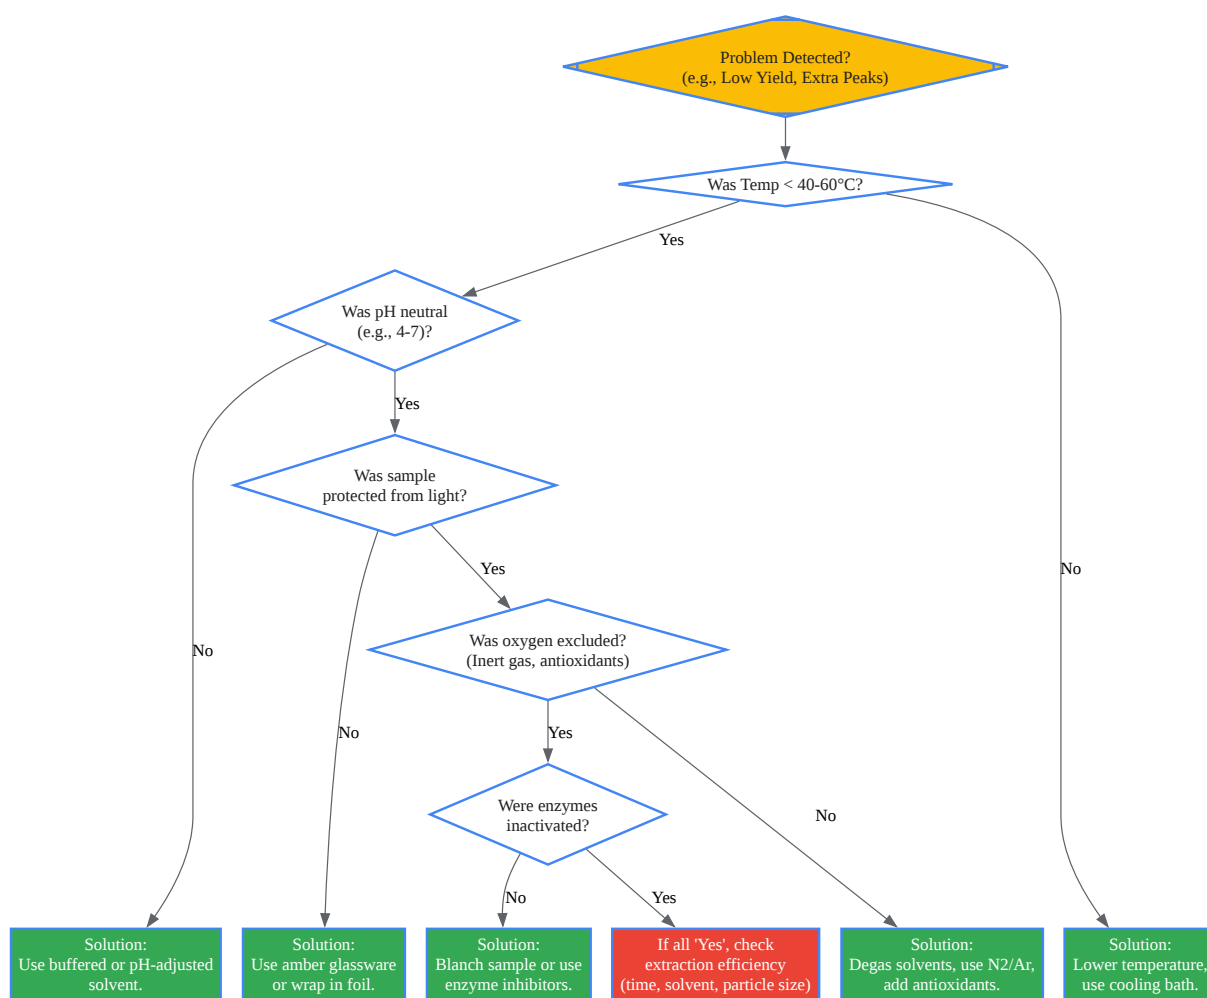 Problem Detected?
(e.g., Low Yield, Extra Peaks)
Was Temp < 40-60°C?
Yes
Was pH neutral
(e.g., 4-7)?
Yes
Was sample
protected from light?
Yes
No
Was oxygen excluded?
(Inert gas, antioxidants)
No
No
Yes
Were enzymes
inactivated?
No
No
Yes
Solution:
Use buffered or pH-adjusted
solvent.
Solution:
Use amber glassware
or wrap in foil.
Solution:
Blanch sample or use
enzyme inhibitors.
If all 'Yes', check
extraction efficiency
(time, solvent, particle size)
Solution:
Degas solvents, use N2/Ar,
add antioxidants.
Solution:
Lower temperature,
use cooling bath.